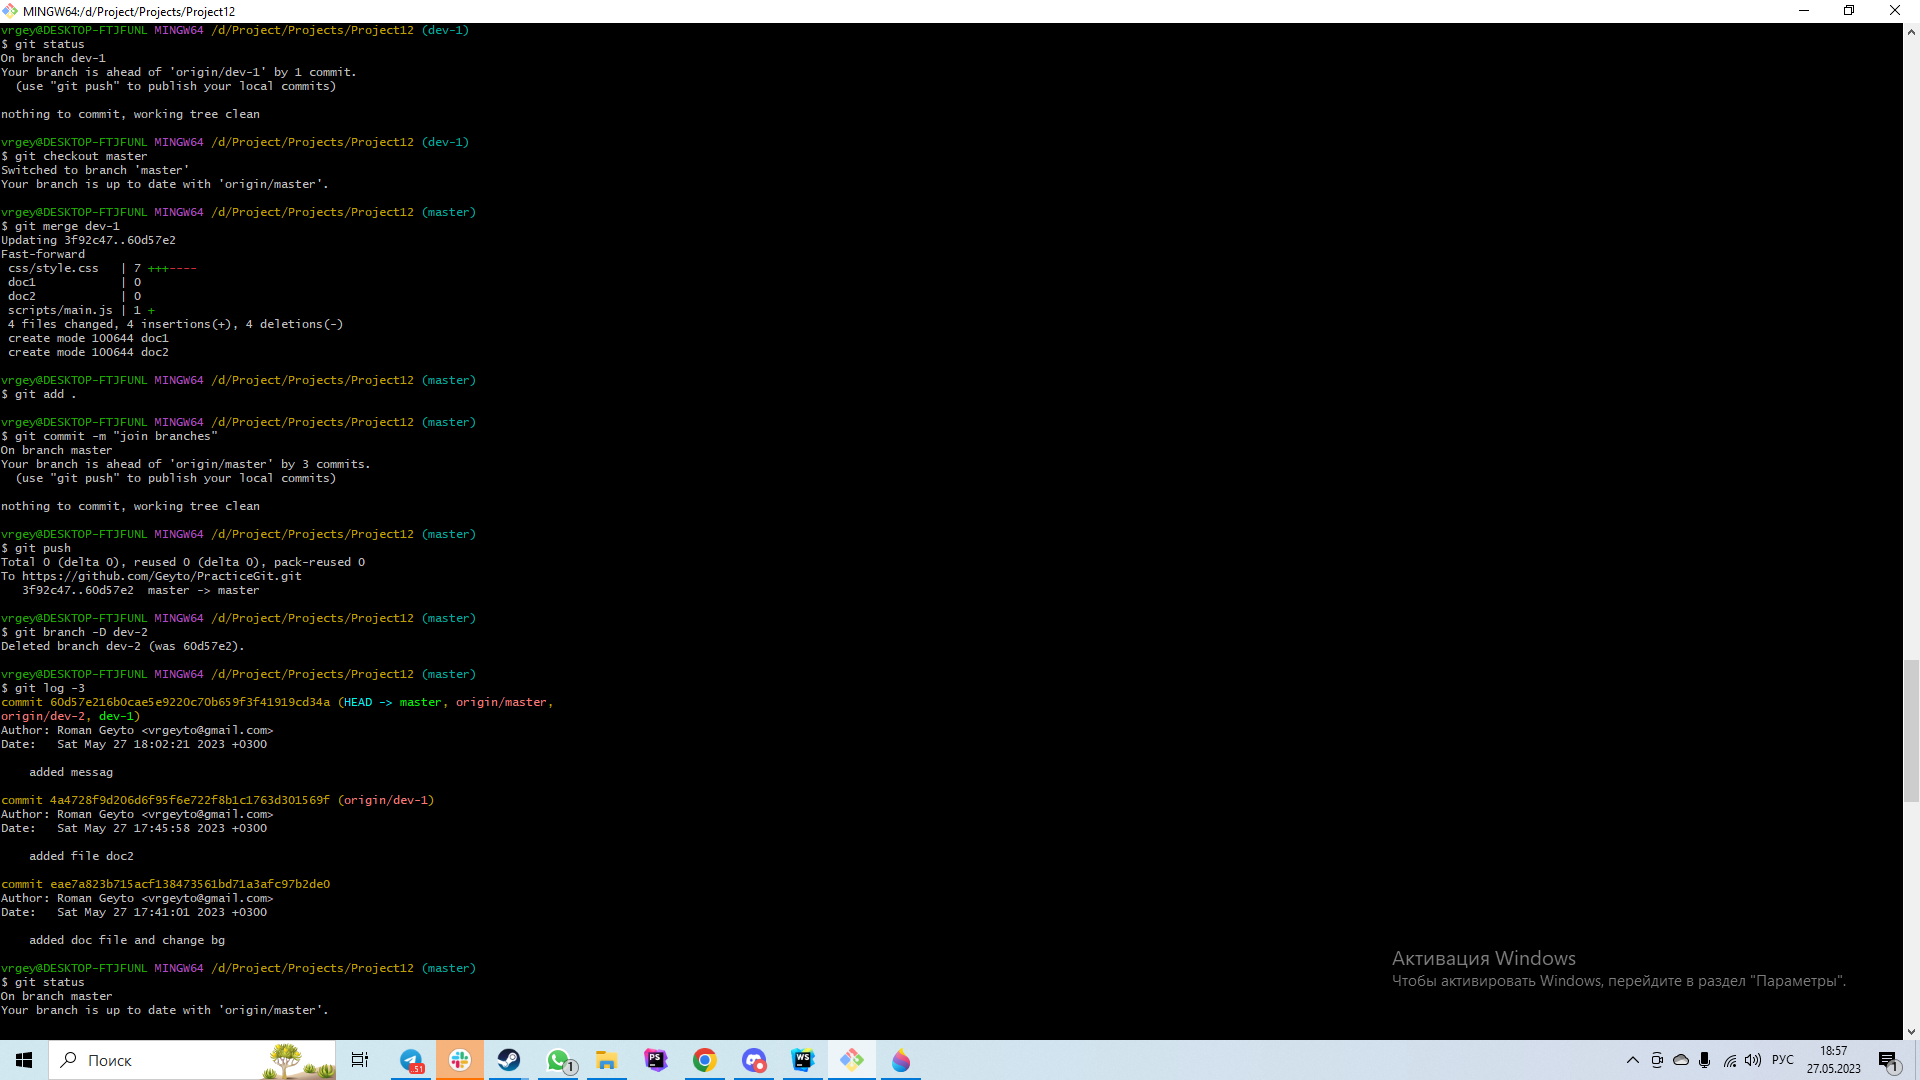 MINGW64:/d/Project/Projects/Project12
vrgey@DESKTOP-FTJFUNL MINGW64 /d/Project/Projects/Project12 (dev-1)
$ git status
On branch dev-1
Your branch is ahead of 'origin/dev-1' by 1 commit.
  (use "git push" to publish your local commits)
nothing to commit, working tree clean
vrgey@DESKTOP-FTJFUNL MINGW64 /d/Project/Projects/Project12 (dev-1)
$ git checkout master
Switched to branch 'master'
Your branch is up to date with 'origin/master'.
vrgey@DESKTOP-FTJFUNL MINGW64 /d/Project/Projects/Project12 (master)
$ git merge dev-1
Updating 3f92c47..60d57e2
Fast-forward
 css/style.css   | 7 +++----
 doc1            | 0
 doc2            | 0
 scripts/main.js | 1 +
 4 files changed, 4 insertions(+), 4 deletions(-)
 create mode 100644 doc1
 create mode 100644 doc2
vrgey@DESKTOP-FTJFUNL MINGW64 /d/Project/Projects/Project12 (master)
$ git add .
vrgey@DESKTOP-FTJFUNL MINGW64 /d/Project/Projects/Project12 (master)
$ git commit -m "join branches"
On branch master
Your branch is ahead of 'origin/master' by 3 commits.
  (use "git push" to publish your local commits)
nothing to commit, working tree clean
vrgey@DESKTOP-FTJFUNL MINGW64 /d/Project/Projects/Project12 (master)
$ git push
Total 0 (delta 0), reused 0 (delta 0), pack-reused 0
To https://github.com/Geyto/PracticeGit.git
   3f92c47..60d57e2  master -> master
vrgey@DESKTOP-FTJFUNL MINGW64 /d/Project/Projects/Project12 (master)
$ git branch -D dev-2
Deleted branch dev-2 (was 60d57e2).
vrgey@DESKTOP-FTJFUNL MINGW64 /d/Project/Projects/Project12 (master)
$ git log -3
commit 60d57e216b0cae5e9220c70b659f3f41919cd34a (HEAD -> master, origin/master,
origin/dev-2, dev-1)
Author: Roman Geyto <vrgeyto@gmail.com>
Date:   Sat May 27 18:02:21 2023 +0300
    added messag
commit 4a4728f9d206d6f95f6e722f8b1c1763d301569f (origin/dev-1)
Author: Roman Geyto <vrgeyto@gmail.com>
Date:   Sat May 27 17:45:58 2023 +0300
    added file doc2
commit eae7a823b715acf138473561bd71a3afc97b2de0
Author: Roman Geyto <vrgeyto@gmail.com>
Date:   Sat May 27 17:41:01 2023 +0300
    added doc file and change bg
vrgey@DESKTOP-FTJFUNL MINGW64 /d/Project/Projects/Project12 (master)
$ git status
On branch master
Your branch is up to date with 'origin/master'.
Активация Windows
Чтобы активировать Windows, перейдите в раздел "Параметры".
Поиск
51
1
PS
WS
РУС
18:57
27.05.2023
1